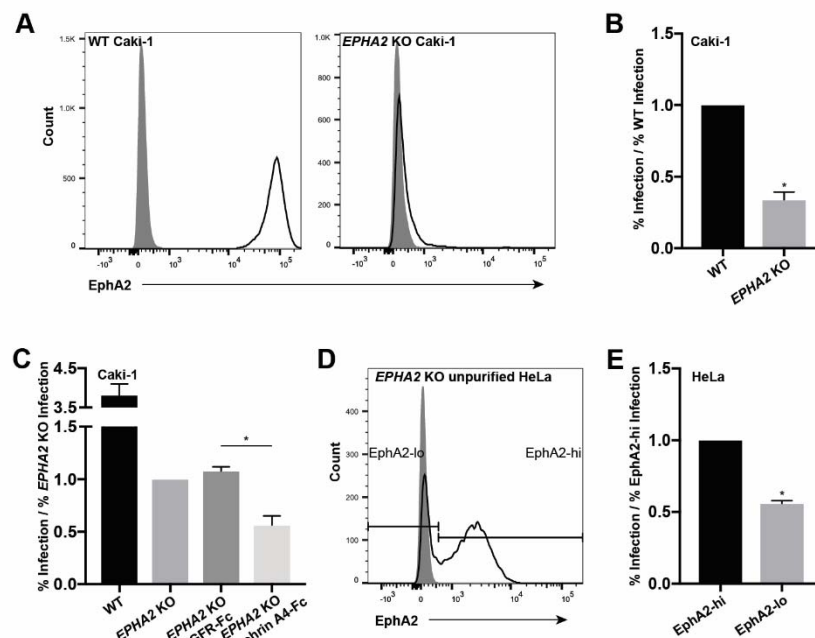 A
WT Caki-1
EPHA2 KO Caki-1
Count
1.5K
1.0K
500
0
1.0K
800
600
400
200
0
-10³ 0 10³ 10⁴ 10⁵
-10³ 0 10³ 10⁴ 10⁵
EphA2
B
Caki-1
% Infection / % WT Infection
1.5
1.0
0.5
0.0
*
WT
EPHA2 KO
C
Caki-1
% Infection / % EPHA2 KO Infection
4.5
3.5
1.5
1.0
0.5
0.0
*
WT
EPHA2 KO
EPHA2 KO
EPHA2 KO
D
EPHA2 KO unpurified HeLa
EphA2-lo
EphA2-hi
Count
400
300
200
100
0
-10³ 0 10³ 10⁴ 10⁵
EphA2
E
HeLa
% Infection / % EphA2-hi Infection
1.5
1.0
0.5
0.0
*
EphA2-hi
EphA2-lo